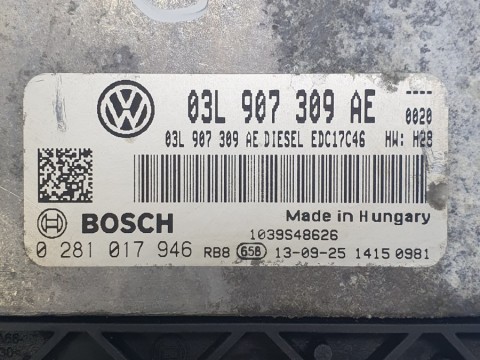 03L 907 309 AE ----
0020
03L 907 309 AE DIESEL EDC17C46 HW: H28
BOSCH
Made in Hungary
1039S48626
0 281 017 946 RB8 658 13-09-25 1415 0981